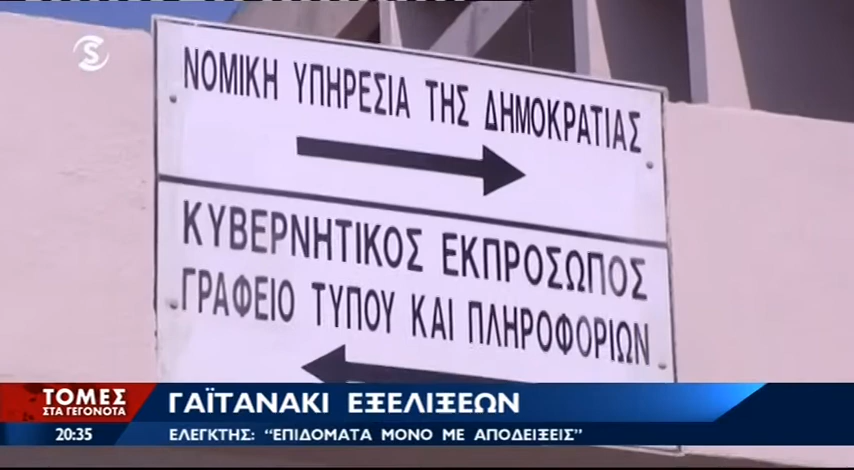 S
ΝΟΜΙΚΗ ΥΠΗΡΕΣΙΑ ΤΗΣ ΔΗΜΟΚΡΑΤΙΑΣ
ΚΥΒΕΡΝΗΤΙΚΟΣ ΕΚΠΡΟΣΩΠΟΣ
ΓΡΑΦΕΙΟ ΤΥΠΟΥ ΚΑΙ ΠΛΗΡΟΦΟΡΙΩΝ
ΤΟΜΕΣ
ΣΤΑ ΓΕΓΟΝΟΤΑ
ΓΑΪΤΑΝΑΚΙ ΕΞΕΛΙΞΕΩΝ
20:35
ΕΛΕΓΚΤΗΣ: “ΕΠΙΔΟΜΑΤΑ ΜΟΝΟ ΜΕ ΑΠΟΔΕΙΞΕΙΣ”